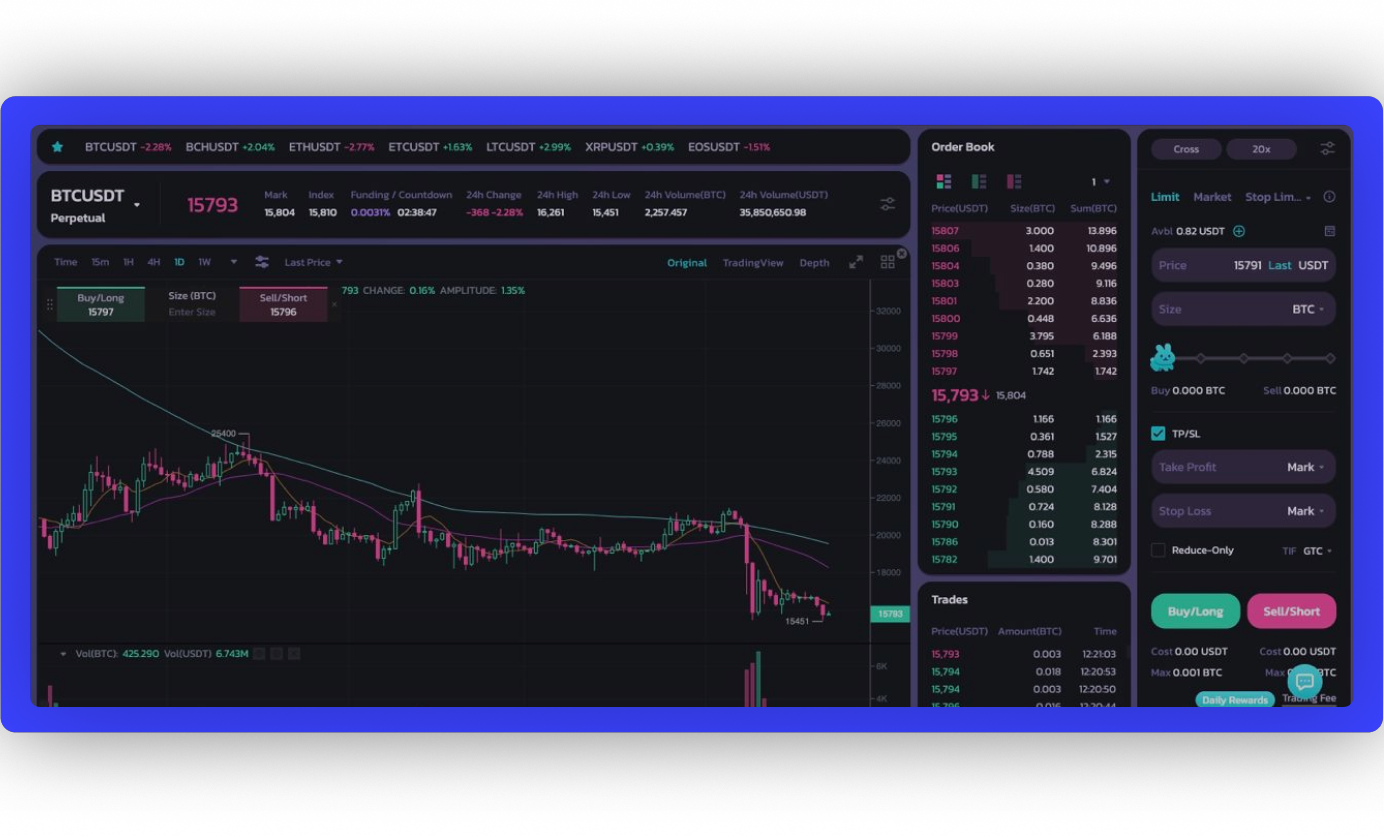 BTCUSDT -2.28% BCHUSDT +2.04% ETHUSDT -2.77% ETCUSDT +1.63% LTCUSDT +2.99% XRPUSDT +0.39% EOSUSDT -1.51%
BTCUSDT
Perpetual
15793
Mark Index Funding / Countdown 24h Change 24h High 24h Low 24h Volume(BTC) 24h Volume(USDT)
15,804 15,810 0.0031% 02:38:47 -368 -2.28% 16,261 15,451 2,257.457 35,850,650.98
Time 15m 1H 4H 1D 1W Last Price Original TradingView Depth
Buy/Long
15797
Size (BTC)
Enter Size
Sell/Short
15796
793 CHANGE: 0.16% AMPLITUDE: 1.35%
32000
30000
28000
26000
24000
22000
20000
18000
25400
15451
15793
Vol(BTC): 425.290 Vol(USDT) 6.743M
6K
4K
Order Book
1
Price(USDT) Size(BTC) Sum(BTC)
15807 3.000 13.896
15806 1.400 10.896
15804 0.380 9.496
15803 0.280 9.116
15801 2.200 8.836
15800 0.448 6.636
15799 3.795 6.188
15798 0.651 2.393
15797 1.742 1.742
15,793↓ 15,804
15796 1.166 1.166
15795 0.361 1.527
15794 0.788 2.315
15793 4.509 6.824
15792 0.580 7.404
15791 0.724 8.128
15790 0.160 8.288
15786 0.013 8.301
15782 1.400 9.701
Trades
Price(USDT) Amount(BTC) Time
15,793 0.003 12:21:03
15,794 0.018 12:20:53
15,794 0.003 12:20:50
15,796 0.016 12:20:44
Cross 20x
Limit Market Stop Lim...
Avbl 0.82 USDT
Price 15791 Last USDT
Size BTC
Buy 0.000 BTC Sell 0.000 BTC
TP/SL
Take Profit Mark
Stop Loss Mark
Reduce-Only TIF GTC
Buy/Long Sell/Short
Cost 0.00 USDT Cost 0.00 USDT
Max 0.001 BTC Max
Daily Rewards Trading Fee